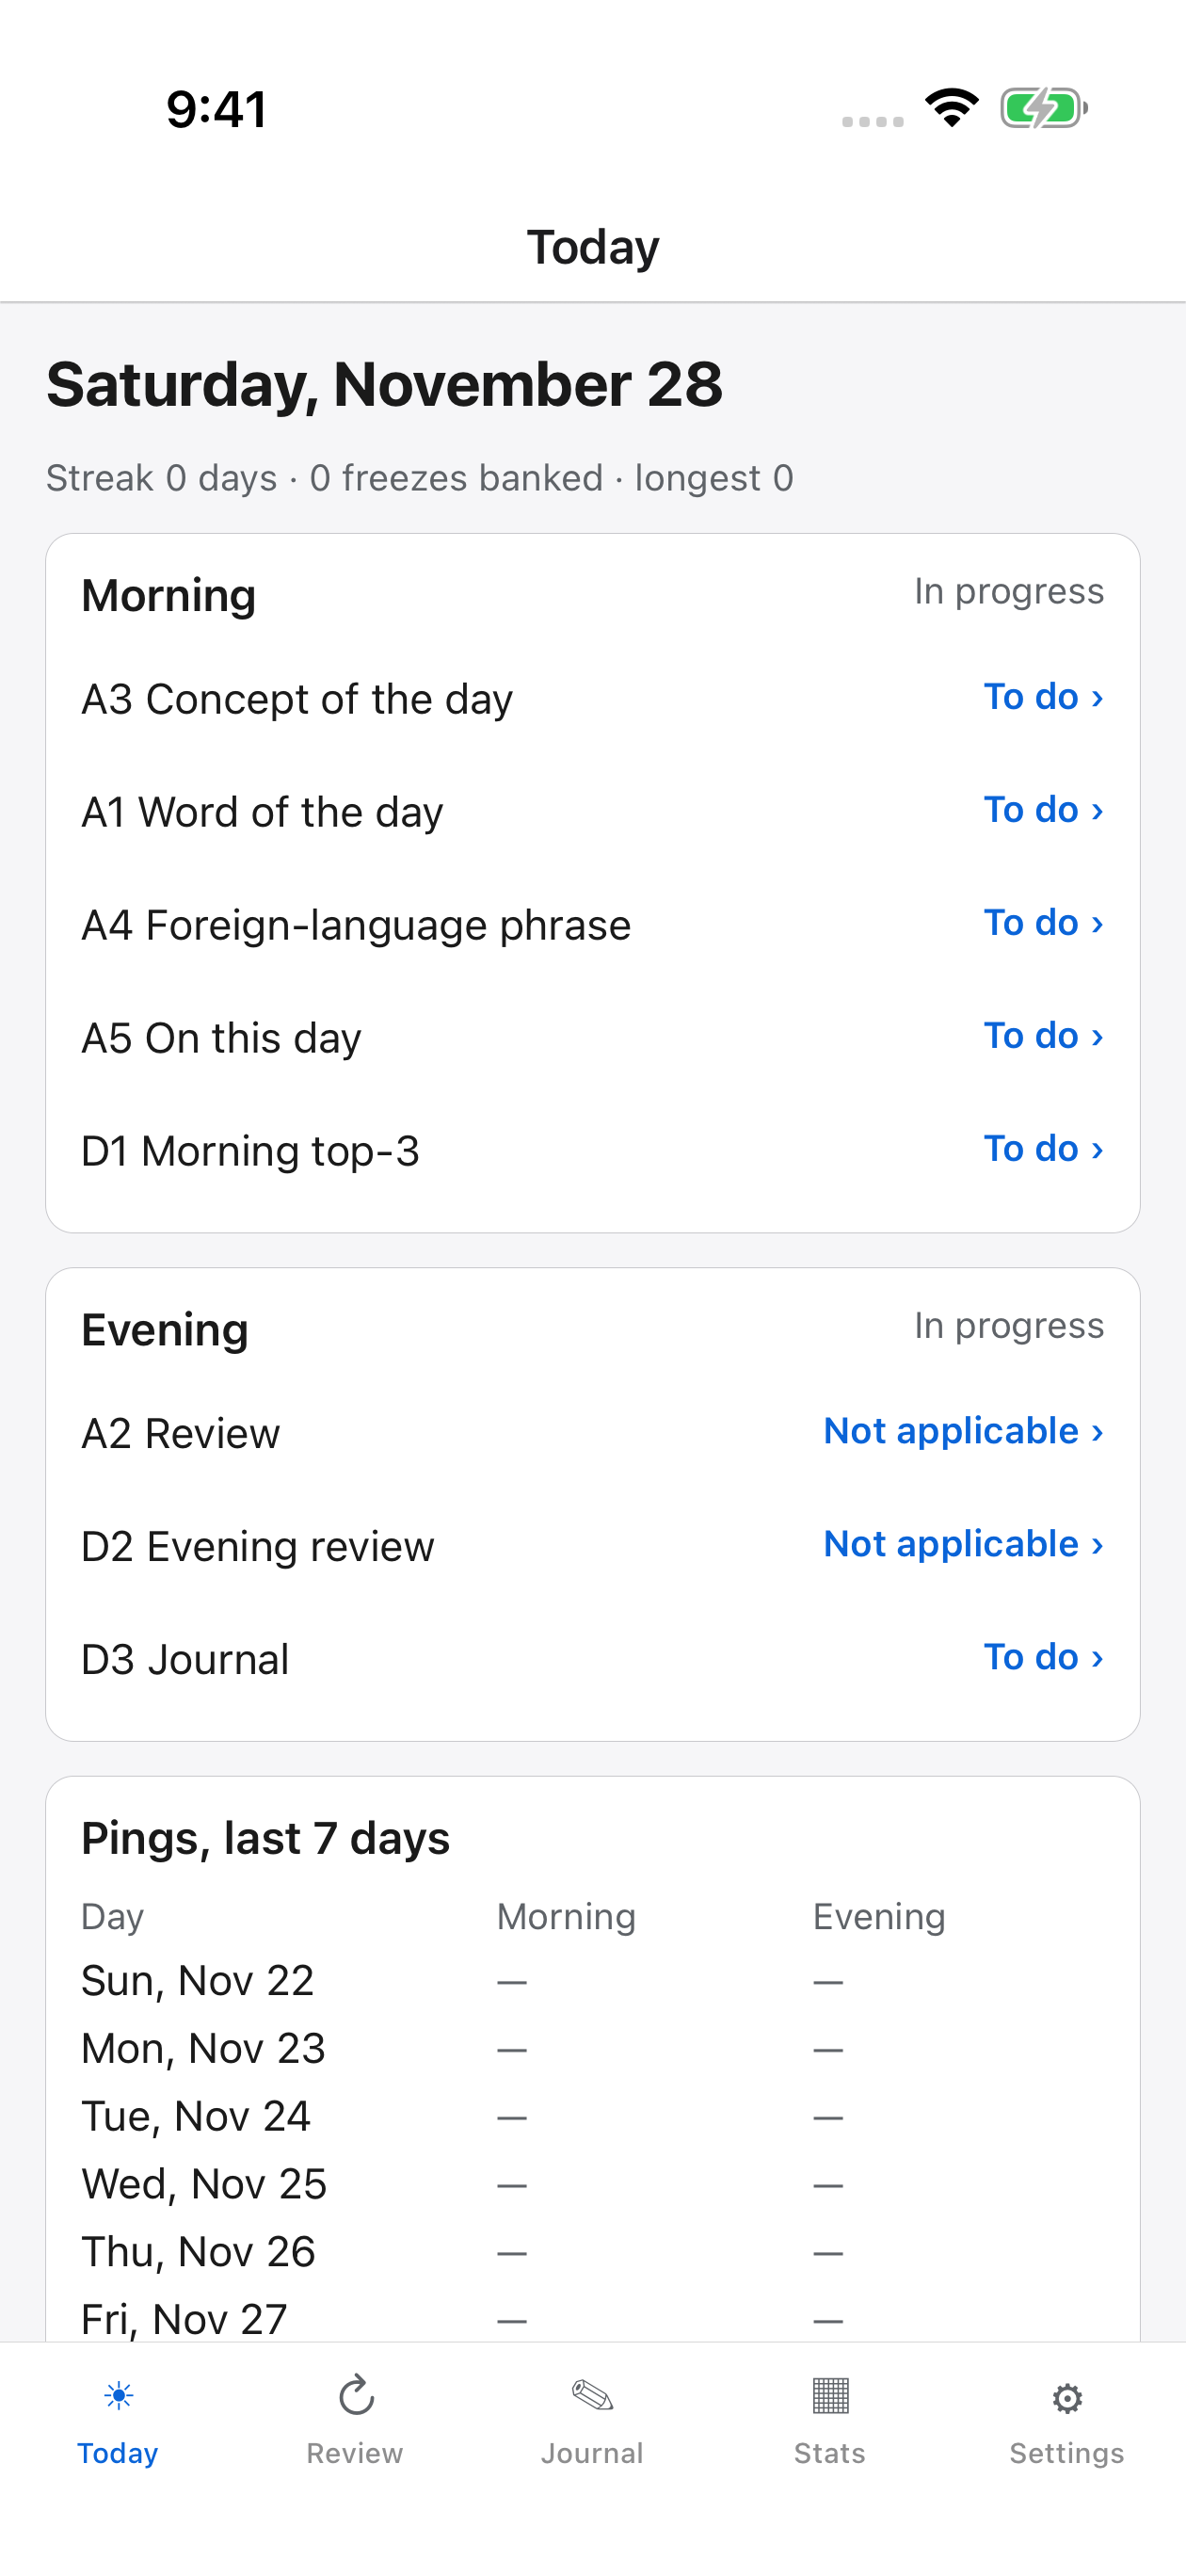 9:41
Today
Saturday, November 28
Streak 0 days · 0 freezes banked · longest 0
Morning In progress
A3 Concept of the day To do ›
A1 Word of the day To do ›
A4 Foreign-language phrase To do ›
A5 On this day To do ›
D1 Morning top-3 To do ›
Evening In progress
A2 Review Not applicable ›
D2 Evening review Not applicable ›
D3 Journal To do ›
Pings, last 7 days
Day Morning Evening
Sun, Nov 22 — —
Mon, Nov 23 — —
Tue, Nov 24 — —
Wed, Nov 25 — —
Thu, Nov 26 — —
Fri, Nov 27 — —
Today Review Journal Stats Settings